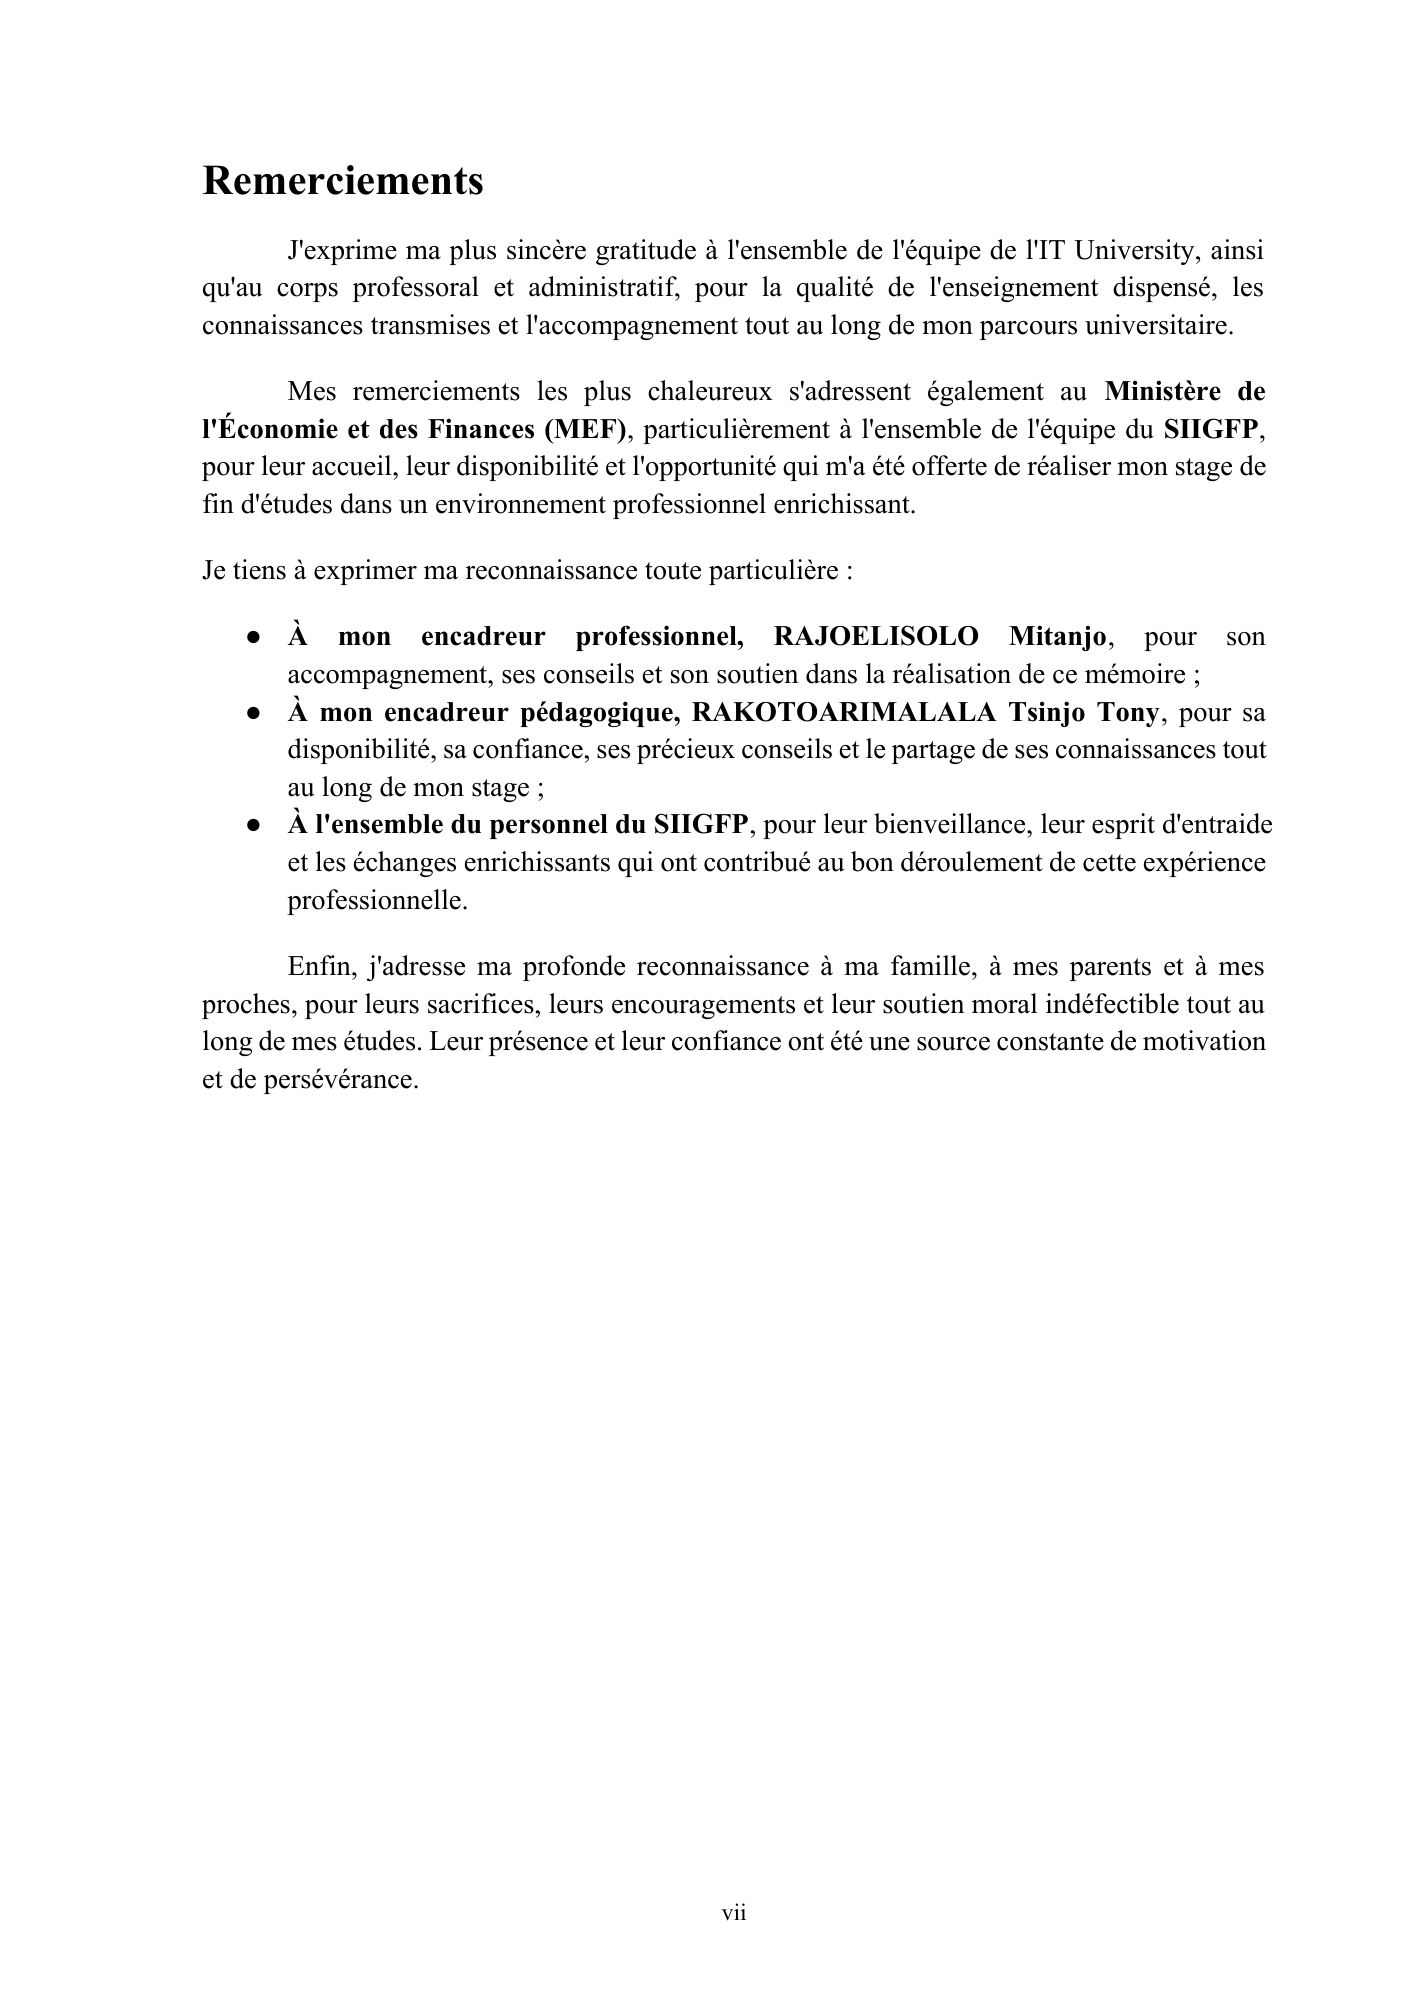 Remerciements
J'exprime ma plus sincère gratitude à l'ensemble de l'équipe de l'IT University, ainsi
qu'au corps professoral et administratif, pour la qualité de l'enseignement dispensé, les
connaissances transmises et l'accompagnement tout au long de mon parcours universitaire.
Mes remerciements les plus chaleureux s'adressent également au Ministère de
l'Économie et des Finances (MEF), particulièrement à l'ensemble de l'équipe du SIIGFP,
pour leur accueil, leur disponibilité et l'opportunité qui m'a été offerte de réaliser mon stage de
fin d'études dans un environnement professionnel enrichissant.
Je tiens à exprimer ma reconnaissance toute particulière :
● À mon encadreur professionnel, RAJOELISOLO Mitanjo, pour son
accompagnement, ses conseils et son soutien dans la réalisation de ce mémoire ;
● À mon encadreur pédagogique, RAKOTOARIMALALA Tsinjo Tony, pour sa
disponibilité, sa confiance, ses précieux conseils et le partage de ses connaissances tout
au long de mon stage ;
● À l'ensemble du personnel du SIIGFP, pour leur bienveillance, leur esprit d'entraide
et les échanges enrichissants qui ont contribué au bon déroulement de cette expérience
professionnelle.
Enfin, j'adresse ma profonde reconnaissance à ma famille, à mes parents et à mes
proches, pour leurs sacrifices, leurs encouragements et leur soutien moral indéfectible tout au
long de mes études. Leur présence et leur confiance ont été une source constante de motivation
et de persévérance.
vii